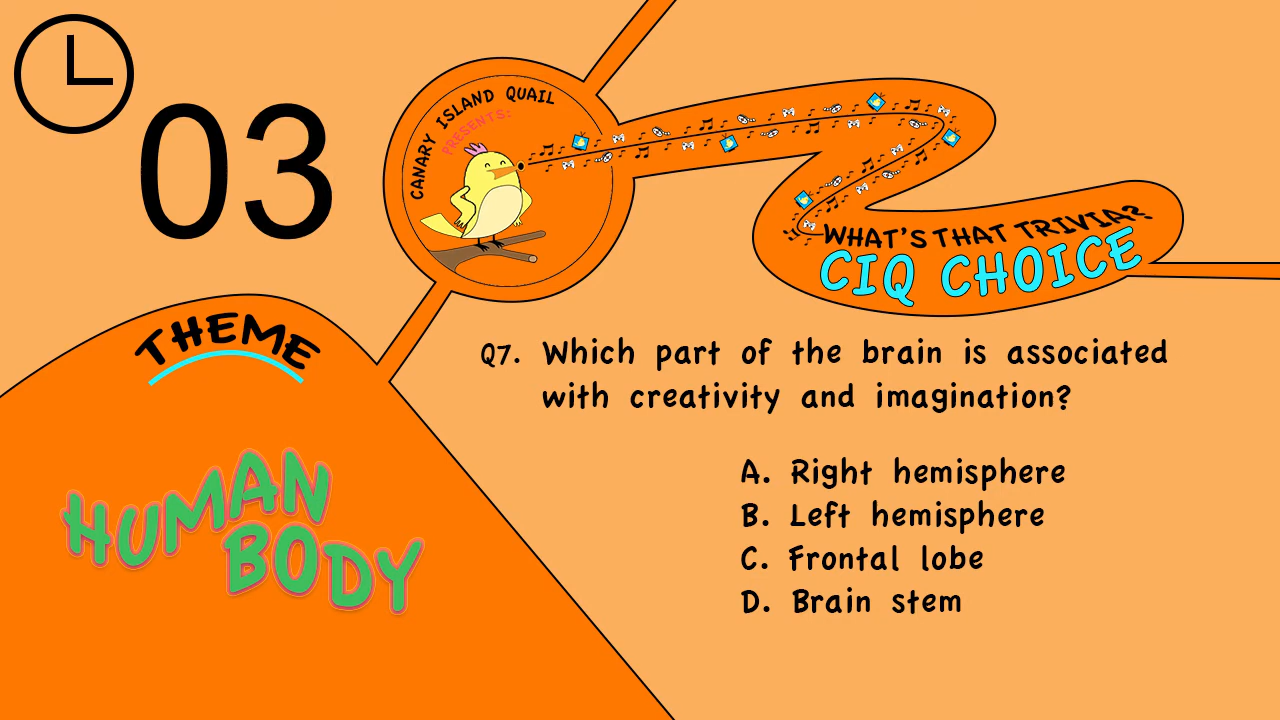 03
CANARY ISLAND QUAIL
PRESENTS:
WHAT'S THAT TRIVIA?
CIQ CHOICE
THEME
HUMAN
BODY
Q7. Which part of the brain is associated
with creativity and imagination?
A. Right hemisphere
B. Left hemisphere
C. Frontal lobe
D. Brain stem